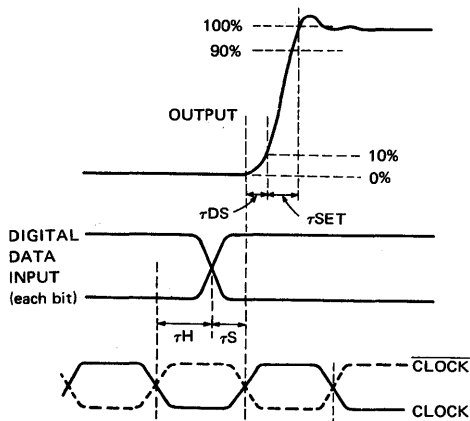 100%
90%
OUTPUT
10%
0%
τDS τSET
DIGITAL
DATA
INPUT
(each bit)
τH τS
CLOCK
CLOCK